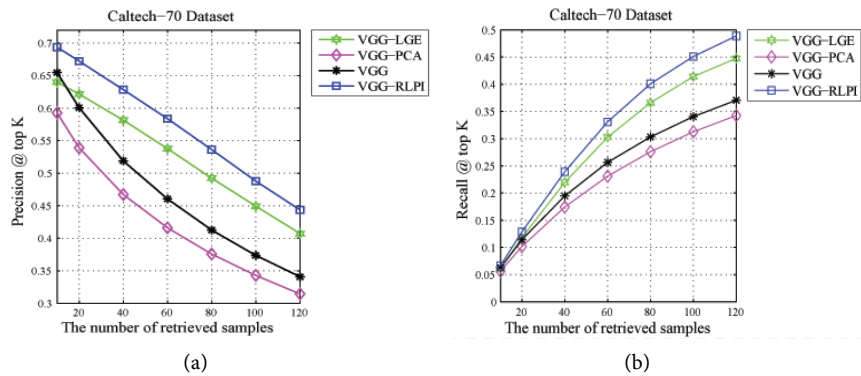 Caltech−70 Dataset
0.7
0.65
0.6
0.55
0.5
0.45
0.4
0.35
0.3
Precision @ top K
20 40 60 80 100 120
The number of retrieved samples
VGG−LGE
VGG−PCA
VGG
VGG−RLPI
(a)
Caltech−70 Dataset
0.5
0.45
0.4
0.35
0.3
0.25
0.2
0.15
0.1
0.05
0
Recall @ top K
20 40 60 80 100 120
The number of retrieved samples
VGG−LGE
VGG−PCA
VGG
VGG−RLPI
(b)